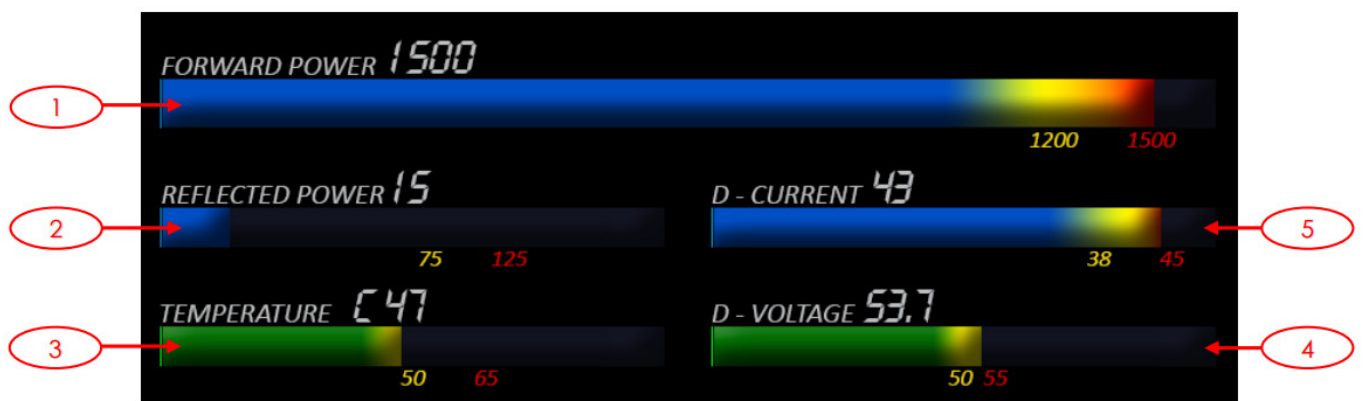 FORWARD POWER 1500
1
1200 1500
REFLECTED POWER 15
D - CURRENT 43
2
5
75 125
38 45
TEMPERATURE C 47
D - VOLTAGE 53.7
3
4
50 65
50 55